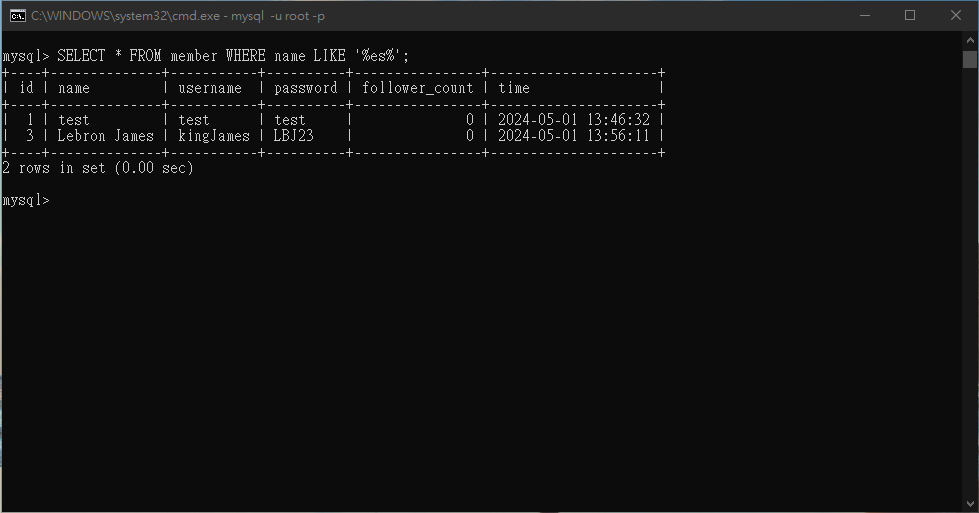 C:\WINDOWS\system32\cmd.exe - mysql  -u root -p
mysql> SELECT * FROM member WHERE name LIKE '%es%';
+----+--------------+-----------+----------+----------------+---------------------+
| id | name         | username  | password | follower_count | time                |
+----+--------------+-----------+----------+----------------+---------------------+
|  1 | test         | test      | test     |              0 | 2024-05-01 13:46:32 |
|  3 | Lebron James | kingJames | LBJ23    |              0 | 2024-05-01 13:56:11 |
+----+--------------+-----------+----------+----------------+---------------------+
2 rows in set (0.00 sec)
mysql>